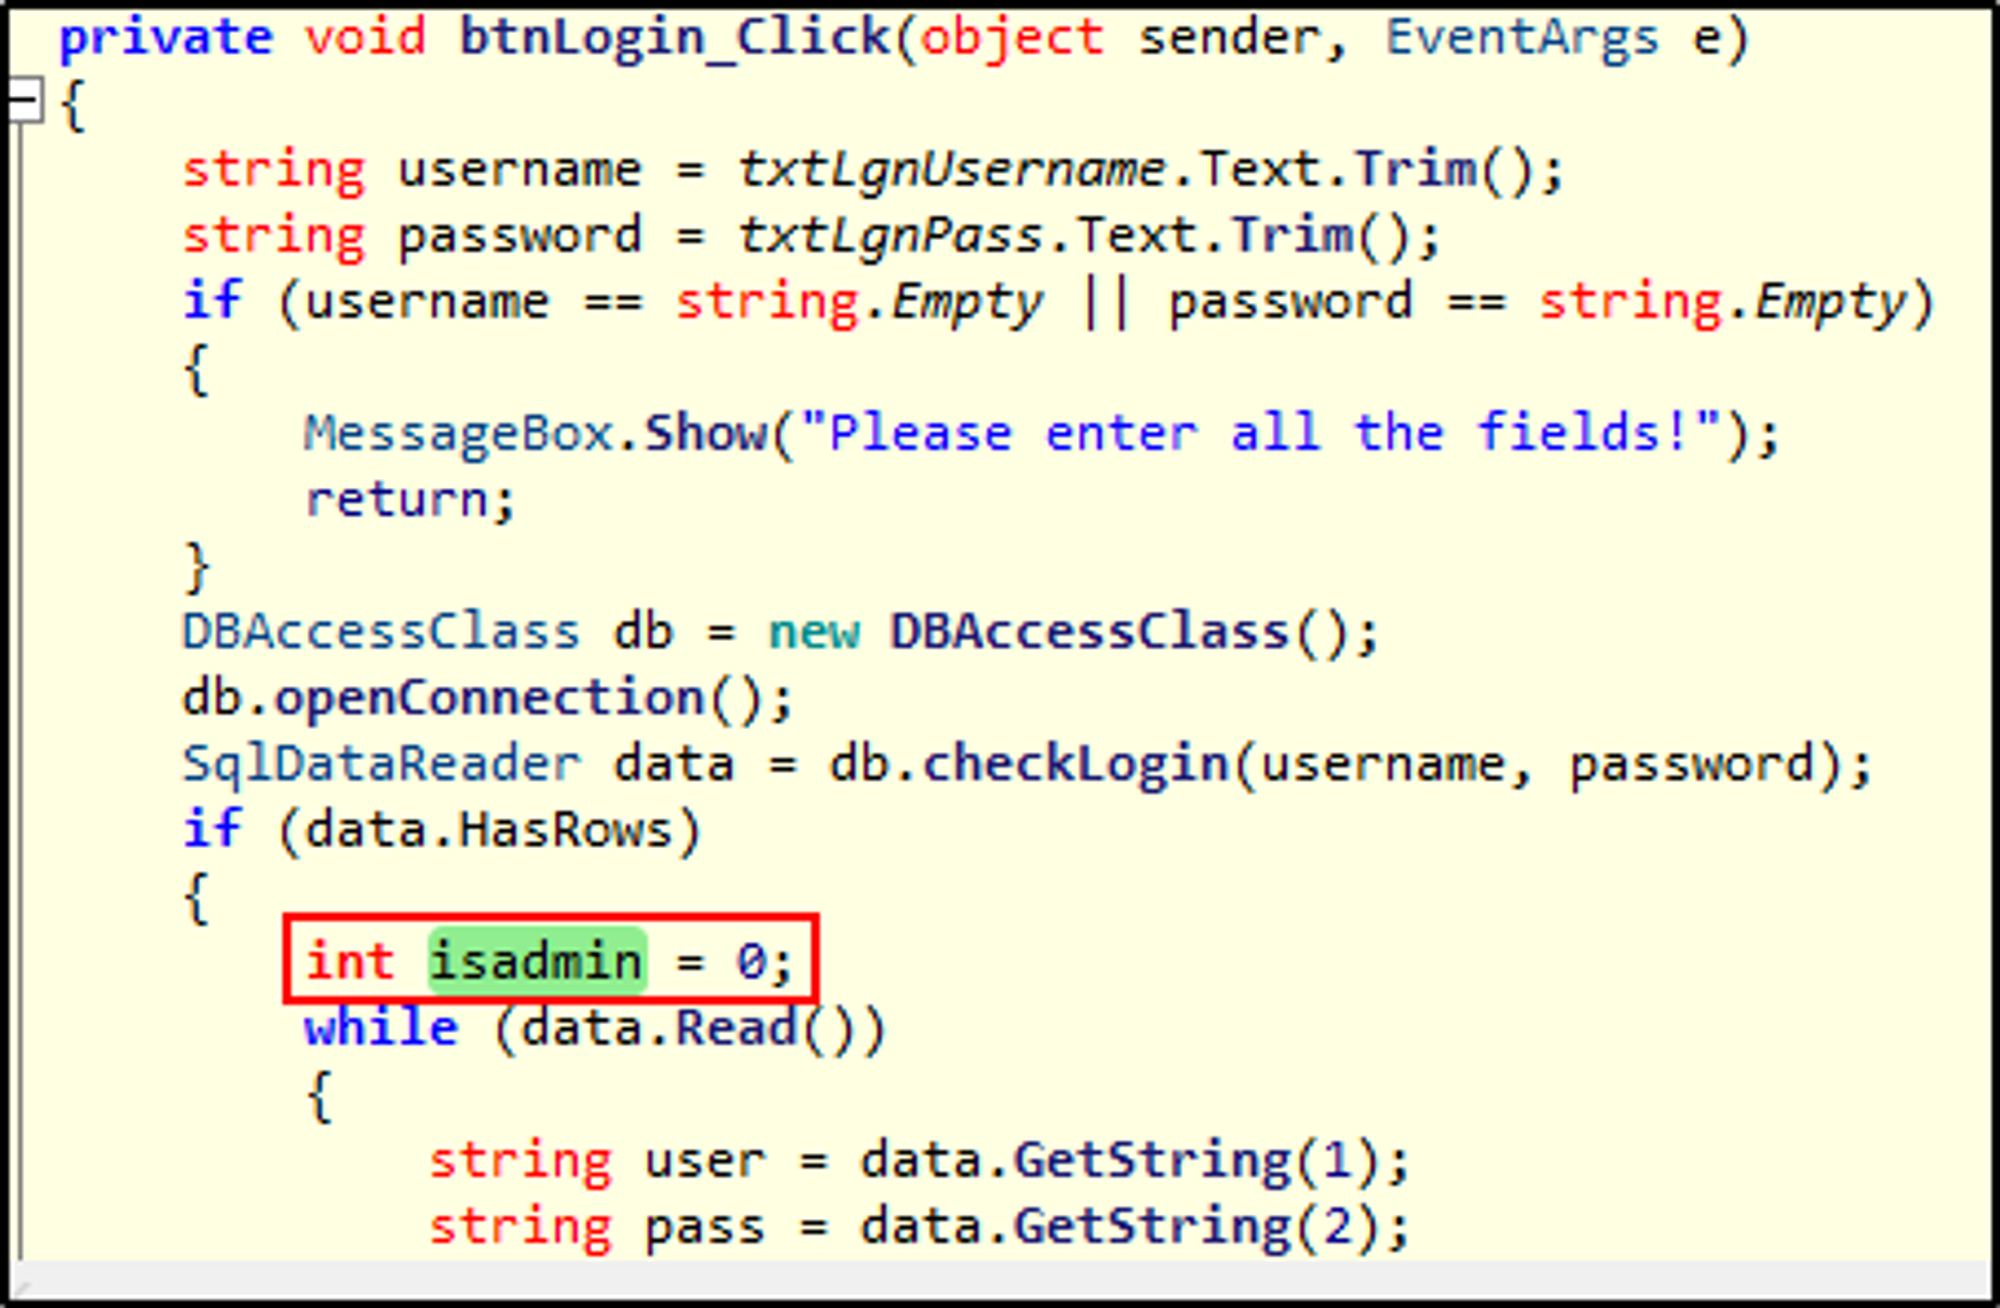 private void btnLogin_Click(object sender, EventArgs e)
{
string username = txtLgnUsername.Text.Trim();
string password = txtLgnPass.Text.Trim();
if (username == string.Empty || password == string.Empty)
{
MessageBox.Show("Please enter all the fields!");
return;
}
DBAccessClass db = new DBAccessClass();
db.openConnection();
SqlDataReader data = db.checkLogin(username, password);
if (data.HasRows)
{
int isadmin = 0;
while (data.Read())
{
string user = data.GetString(1);
string pass = data.GetString(2);